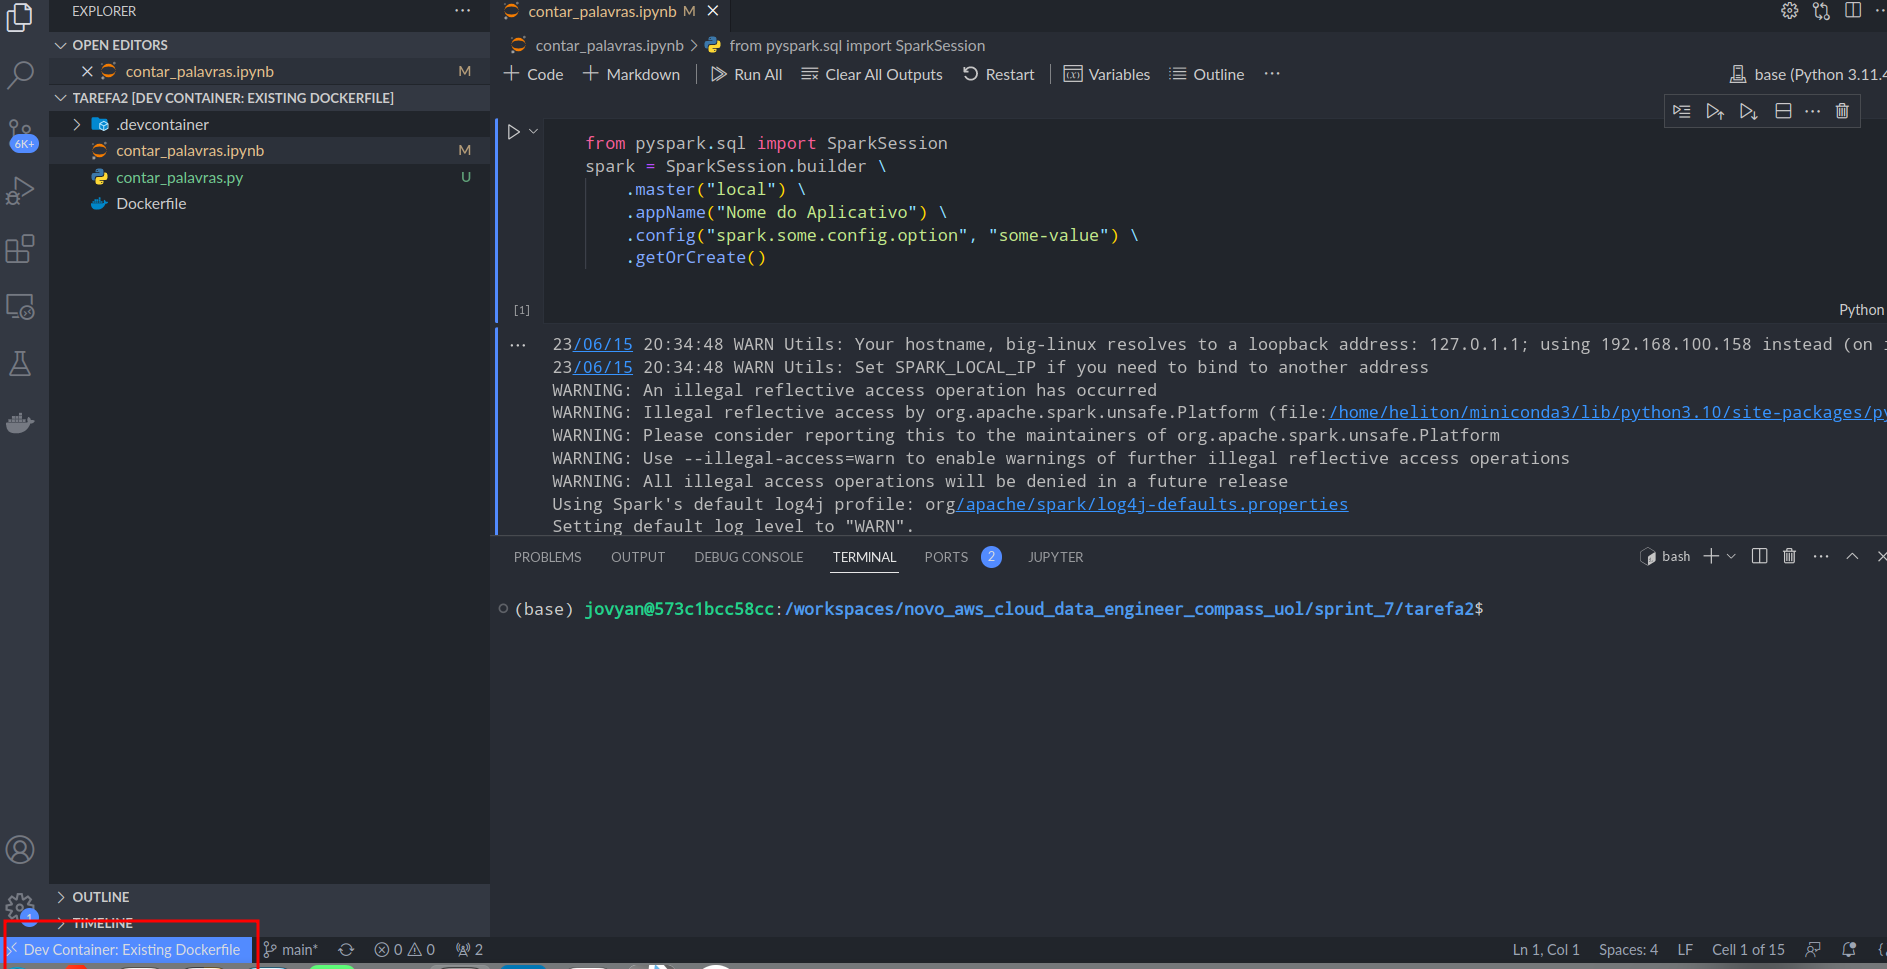 EXPLORER
OPEN EDITORS
contar_palavras.ipynb M
TAREFA2 [DEV CONTAINER: EXISTING DOCKERFILE]
.devcontainer
contar_palavras.ipynb M
contar_palavras.py U
Dockerfile
6K+
OUTLINE
TIMELINE
1
contar_palavras.ipynb M
contar_palavras.ipynb > from pyspark.sql import SparkSession
+ Code + Markdown Run All Clear All Outputs Restart Variables Outline ...
base (Python 3.11.4
from pyspark.sql import SparkSession
spark = SparkSession.builder \
.master("local") \
.appName("Nome do Aplicativo") \
.config("spark.some.config.option", "some-value") \
.getOrCreate()
[1]
Python
23/06/15 20:34:48 WARN Utils: Your hostname, big-linux resolves to a loopback address: 127.0.1.1; using 192.168.100.158 instead (on
23/06/15 20:34:48 WARN Utils: Set SPARK_LOCAL_IP if you need to bind to another address
WARNING: An illegal reflective access operation has occurred
WARNING: Illegal reflective access by org.apache.spark.unsafe.Platform (file:/home/heliton/miniconda3/lib/python3.10/site-packages/py
WARNING: Please consider reporting this to the maintainers of org.apache.spark.unsafe.Platform
WARNING: Use --illegal-access=warn to enable warnings of further illegal reflective access operations
WARNING: All illegal access operations will be denied in a future release
Using Spark's default log4j profile: org/apache/spark/log4j-defaults.properties
Setting default log level to "WARN".
PROBLEMS OUTPUT DEBUG CONSOLE TERMINAL PORTS 2 JUPYTER
bash
(base) jovyan@573c1bcc58cc:/workspaces/novo_aws_cloud_data_engineer_compass_uol/sprint_7/tarefa2$
Dev Container: Existing Dockerfile main* 0 0 2
Ln 1, Col 1 Spaces: 4 LF Cell 1 of 15